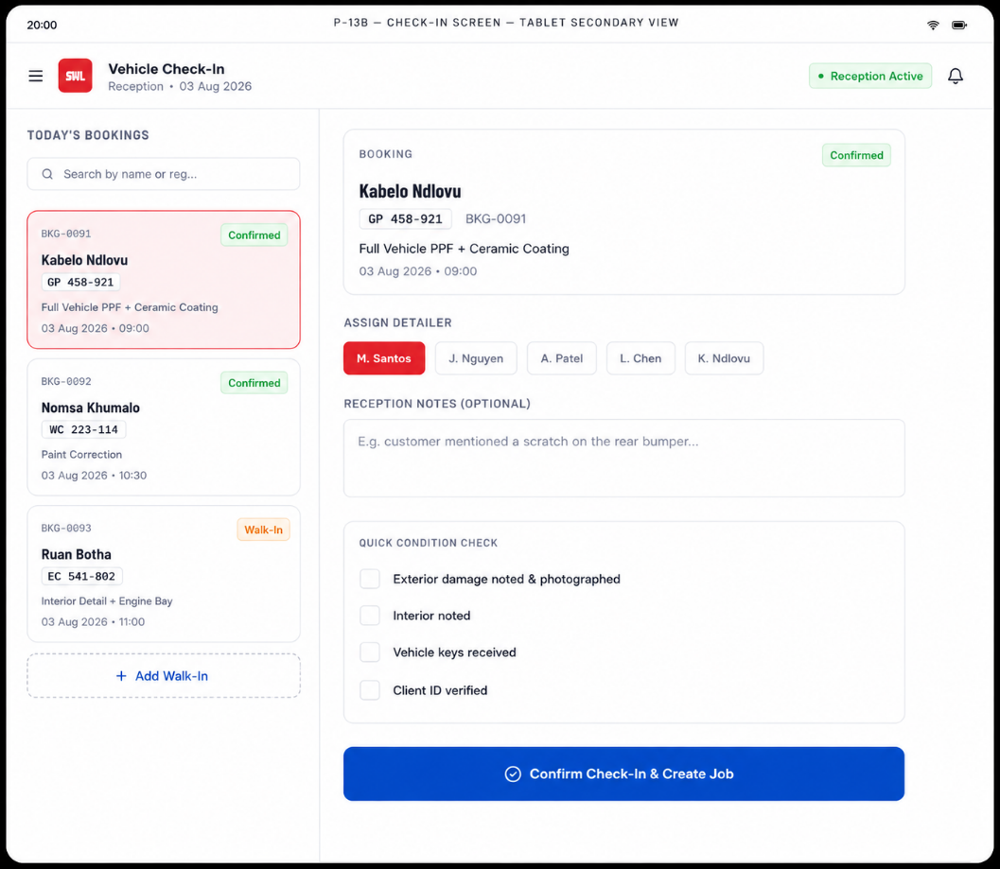 20:00
P-13B — CHECK-IN SCREEN — TABLET SECONDARY VIEW
SWL
Vehicle Check-In
Reception • 03 Aug 2026
Reception Active
TODAY'S BOOKINGS
Search by name or reg...
BKG-0091
Confirmed
Kabelo Ndlovu
GP 458-921
Full Vehicle PPF + Ceramic Coating
03 Aug 2026 • 09:00
BKG-0092
Confirmed
Nomsa Khumalo
WC 223-114
Paint Correction
03 Aug 2026 • 10:30
BKG-0093
Walk-In
Ruan Botha
EC 541-802
Interior Detail + Engine Bay
03 Aug 2026 • 11:00
+ Add Walk-In
BOOKING
Confirmed
Kabelo Ndlovu
GP 458-921 BKG-0091
Full Vehicle PPF + Ceramic Coating
03 Aug 2026 • 09:00
ASSIGN DETAILER
M. Santos J. Nguyen A. Patel L. Chen K. Ndlovu
RECEPTION NOTES (OPTIONAL)
E.g. customer mentioned a scratch on the rear bumper...
QUICK CONDITION CHECK
Exterior damage noted & photographed
Interior noted
Vehicle keys received
Client ID verified
Confirm Check-In & Create Job